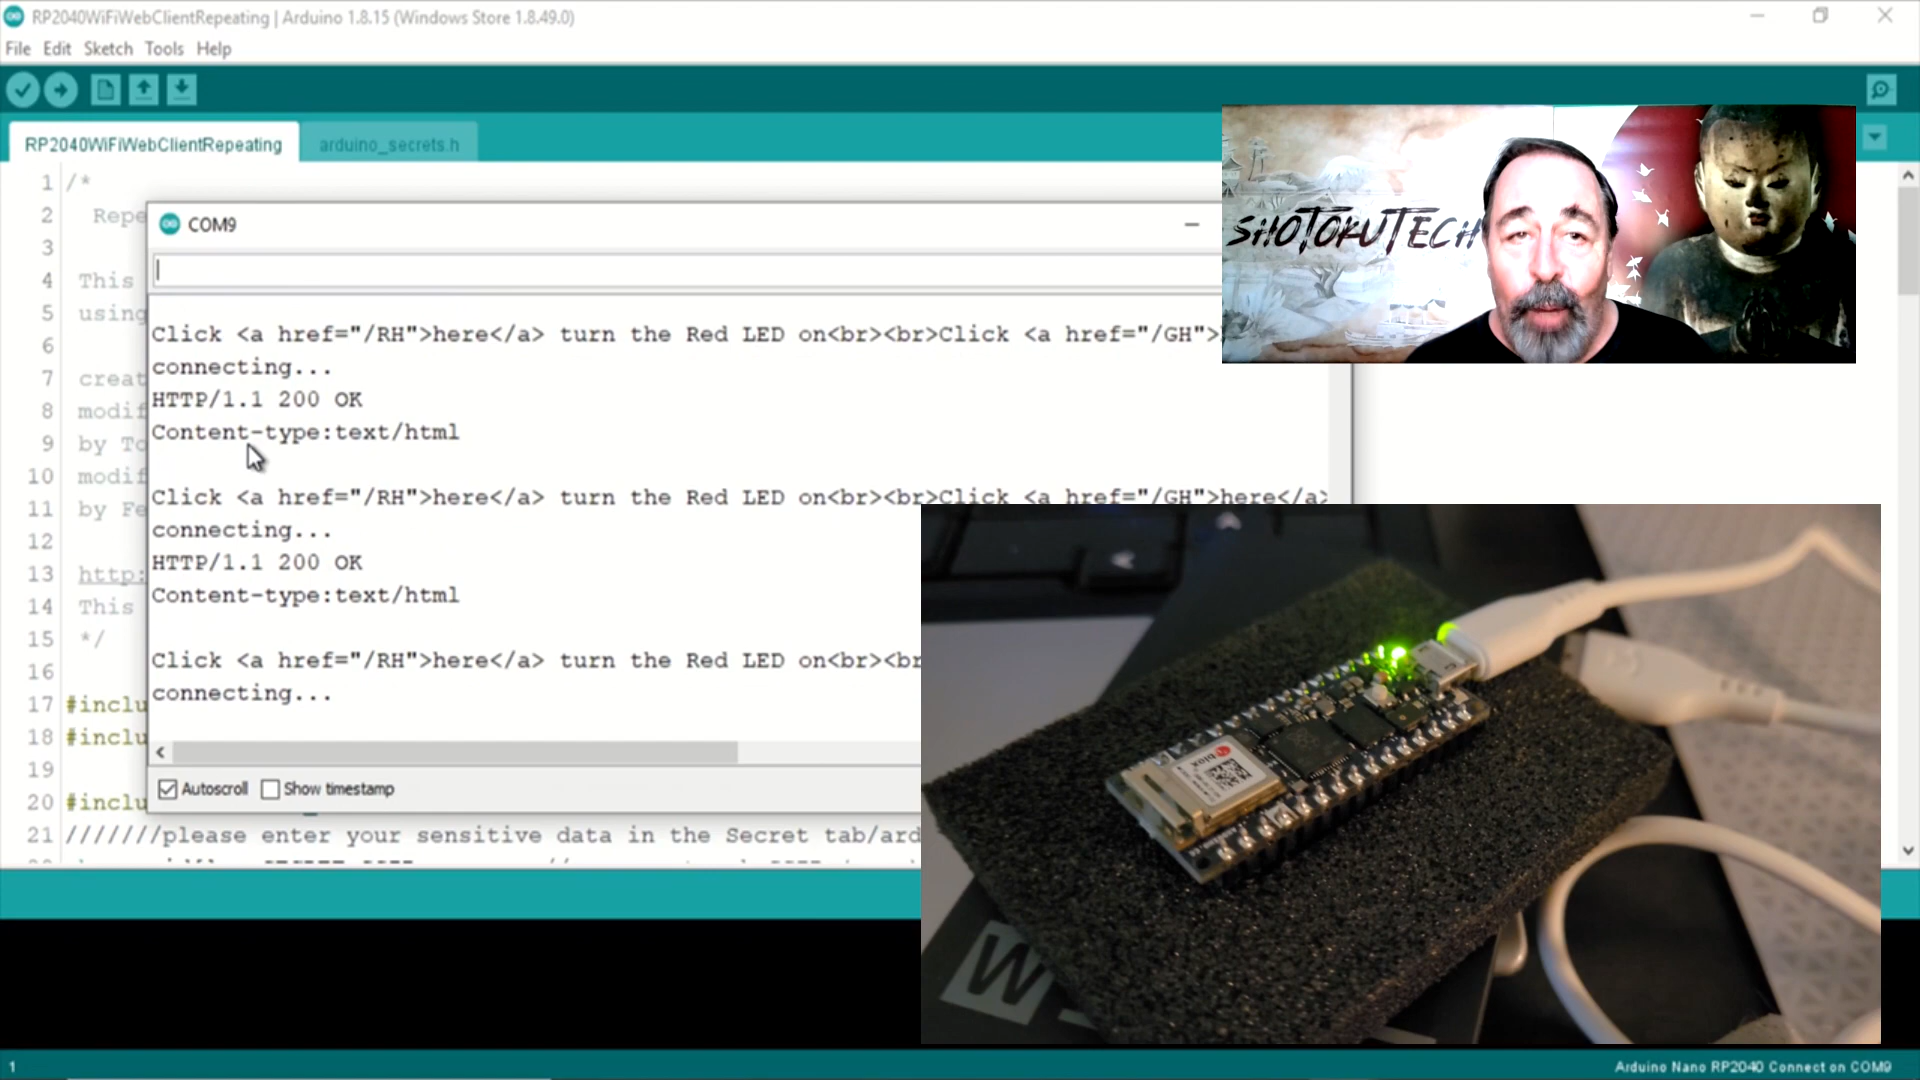 RP2040WiFiWebClientRepeating | Arduino 1.8.15 (Windows Store 1.8.49.0)
File Edit Sketch Tools Help
RP2040WiFiWebClientRepeating arduino_secrets.h
1 /*
2 Repe
3
4 This
5 using
6
7 creat
8 modif
9 by To
10 modif
11 by Fe
12
13 http:
14 This
15 */
16
17 #inclu
18 #inclu
19
20 #inclu
21 ///////please enter your sensitive data in the Secret tab/ard
COM9
Click <a href="/RH">here</a> turn the Red LED on<br><br>Click <a href="/GH">
connecting...
HTTP/1.1 200 OK
Content-type:text/html
Click <a href="/RH">here</a> turn the Red LED on<br><br>Click <a href="/GH">here</a>
connecting...
HTTP/1.1 200 OK
Content-type:text/html
Click <a href="/RH">here</a> turn the Red LED on<br><br
connecting...
Autoscroll Show timestamp
SHOTOKUTECH
blox
W
1
Arduino Nano RP2040 Connect on COM9